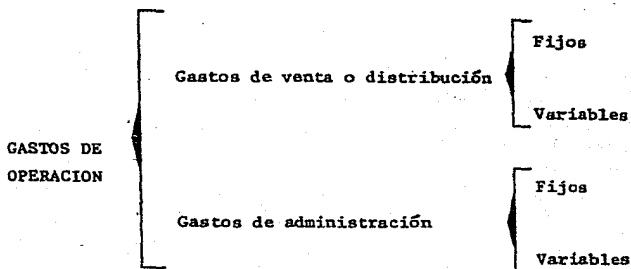 Fijos
Gastos de venta o distribución
Variables
GASTOS DE
OPERACION
Fijos
Gastos de administración
Variables